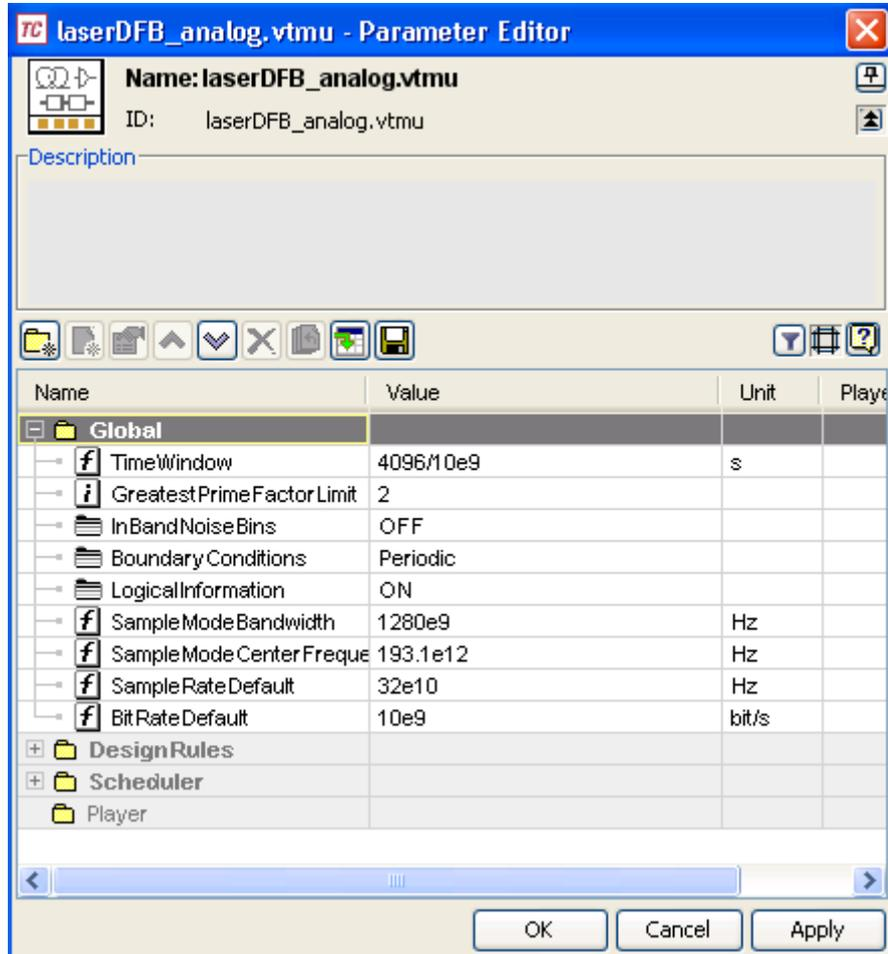 TC laserDFB_analog.vtmu - Parameter Editor
Name: laserDFB_analog.vtmu
ID: laserDFB_analog.vtmu
Description
Name Value Unit Playe
Global
f TimeWindow 4096/10e9 s
i GreatestPrimeFactorLimit 2
InBandNoiseBins OFF
BoundaryConditions Periodic
LogicalInformation ON
f SampleModeBandwidth 1280e9 Hz
f SampleModeCenterFreque 193.1e12 Hz
f SampleRateDefault 32e10 Hz
f BitRateDefault 10e9 bit/s
DesignRules
Scheduler
Player
OK Cancel Apply